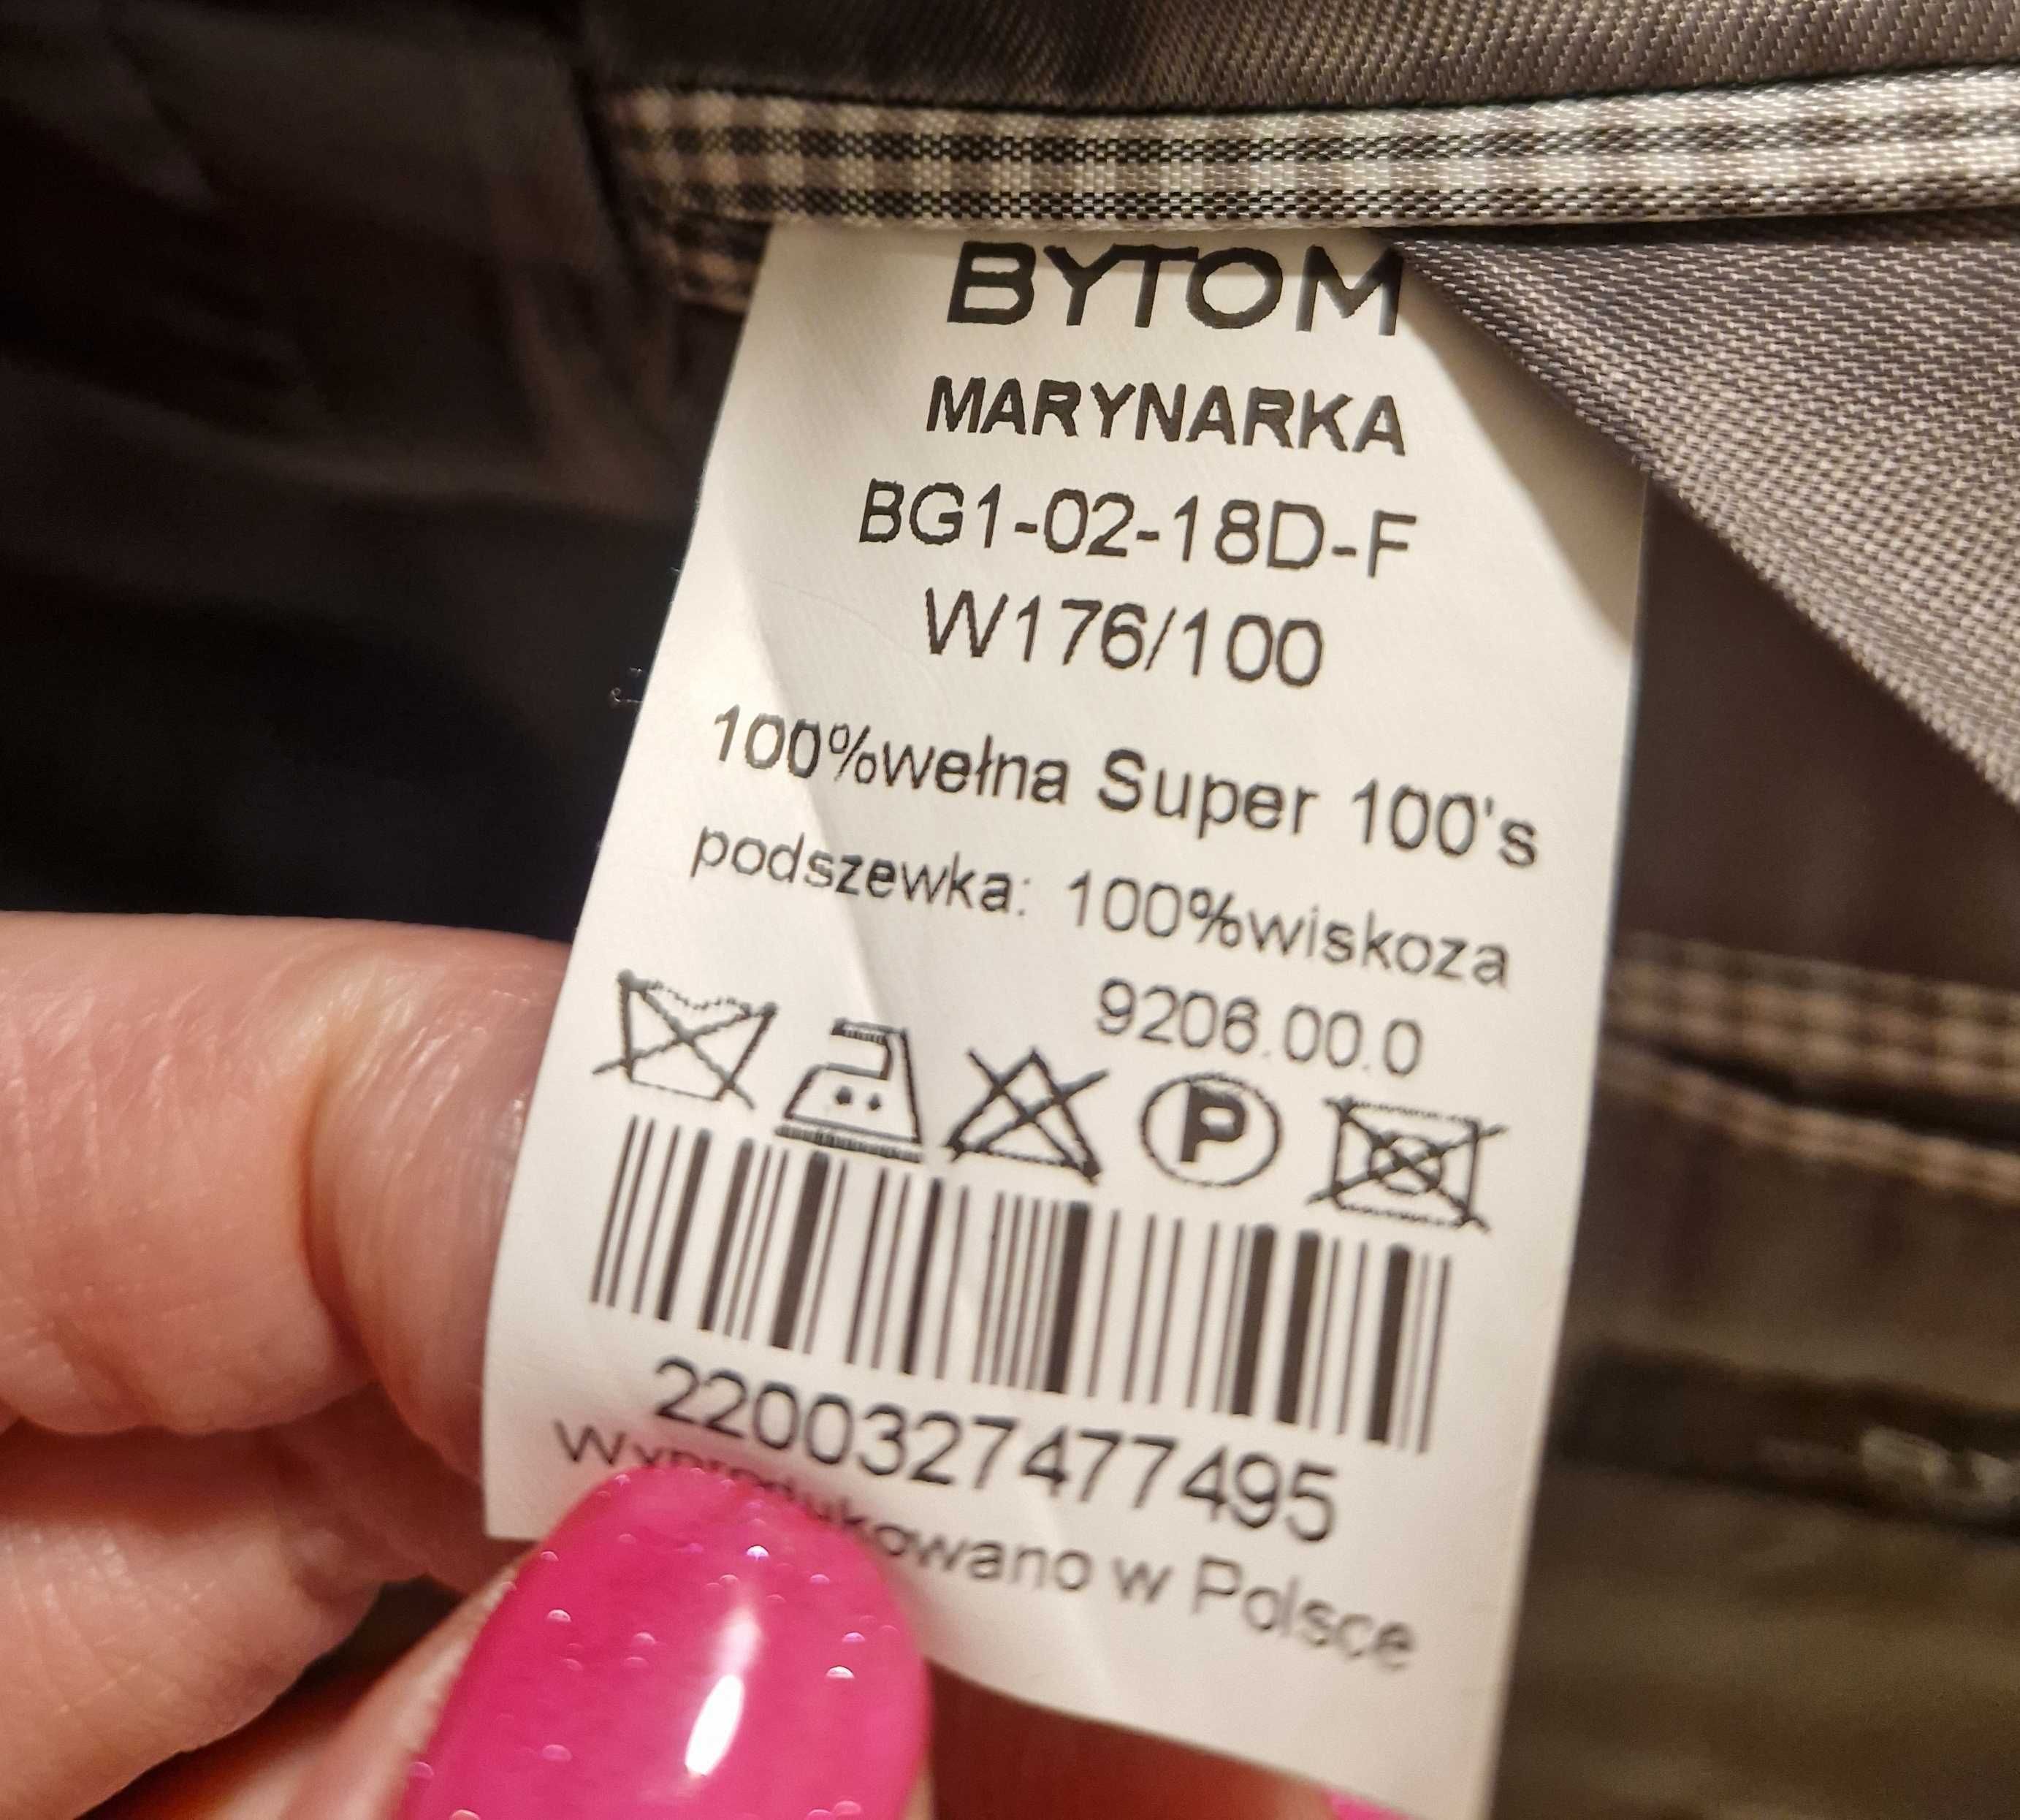 BYTOM
MARYNARKA
BG1-02-18D-F
W176/100
100%wełna Super 100's
podszewka: 100%wiskoza
9206.00.0
P
2200327477495
Wyprodukowano w Polsce